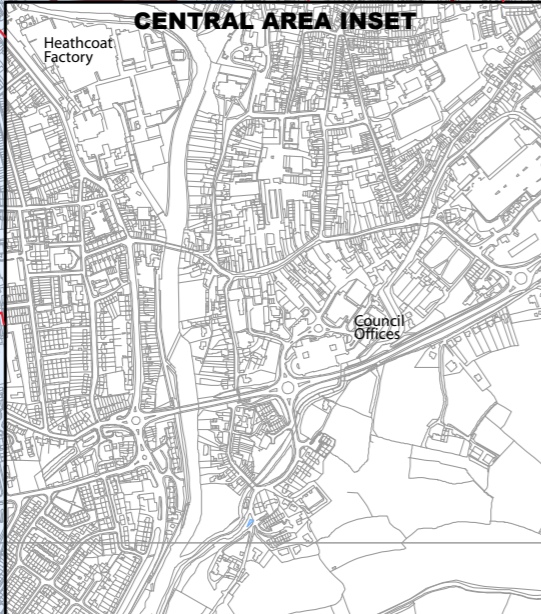 CENTRAL AREA INSET
Heathcoat
Factory
Council
Offices